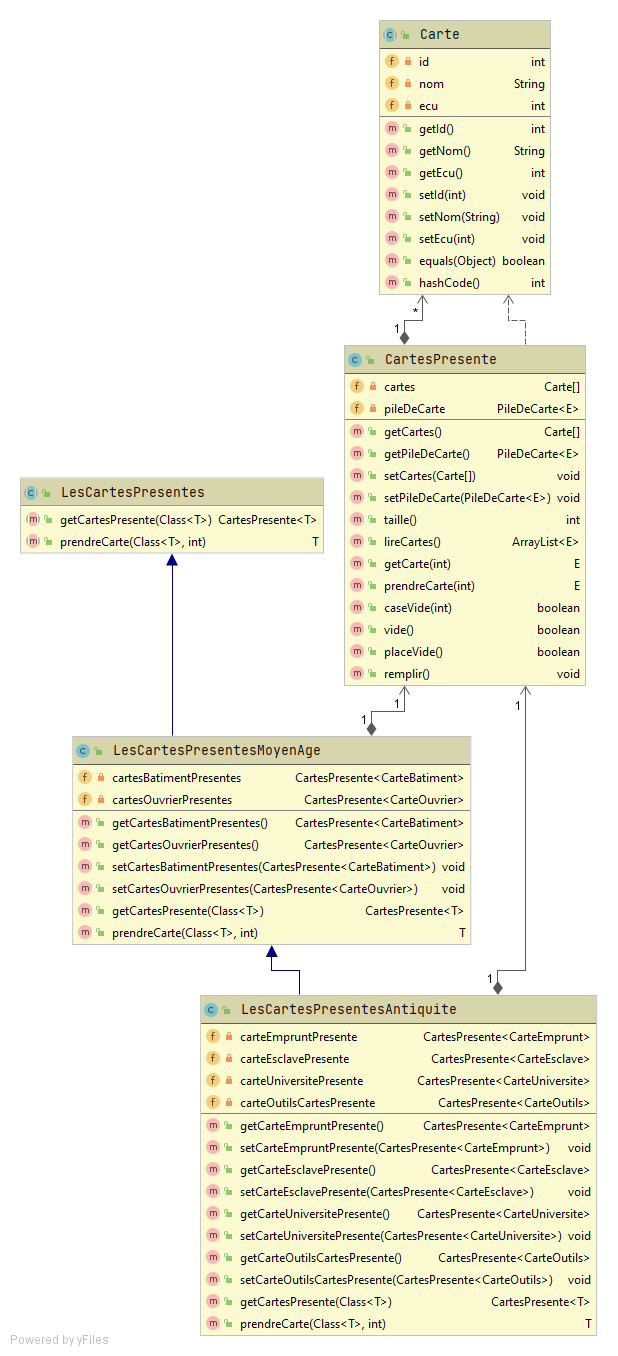 Carte
id int
nom String
ecu int
getId() int
getNom() String
getEcu() int
setId(int) void
setNom(String) void
setEcu(int) void
equals(Object) boolean
hashCode() int
*
1
CartesPresente
cartes Carte[]
pileDeCarte PileDeCarte<E>
getCartes() Carte[]
getPileDeCarte() PileDeCarte<E>
setCartes(Carte[]) void
setPileDeCarte(PileDeCarte<E>) void
taille() int
lireCartes() ArrayList<E>
getCarte(int) E
prendreCarte(int) E
caseVide(int) boolean
vide() boolean
placeVide() boolean
remplir() void
LesCartesPresentes
getCartesPresente(Class<T>) CartesPresente<T>
prendreCarte(Class<T>, int) T
1
1
1
LesCartesPresentesMoyenAge
cartesBatimentPresentes CartesPresente<CarteBatiment>
cartesOuvrierPresentes CartesPresente<CarteOuvrier>
getCartesBatimentPresentes() CartesPresente<CarteBatiment>
getCartesOuvrierPresentes() CartesPresente<CarteOuvrier>
setCartesBatimentPresentes(CartesPresente<CarteBatiment>) void
setCartesOuvrierPresentes(CartesPresente<CarteOuvrier>) void
getCartesPresente(Class<T>) CartesPresente<T>
prendreCarte(Class<T>, int) T
1
LesCartesPresentesAntiquite
carteEmpruntPresente CartesPresente<CarteEmprunt>
carteEsclavePresente CartesPresente<CarteEsclave>
carteUniversitePresente CartesPresente<CarteUniversite>
carteOutilsCartesPresente CartesPresente<CarteOutils>
getCarteEmpruntPresente() CartesPresente<CarteEmprunt>
setCarteEmpruntPresente(CartesPresente<CarteEmprunt>) void
getCarteEsclavePresente() CartesPresente<CarteEsclave>
setCarteEsclavePresente(CartesPresente<CarteEsclave>) void
getCarteUniversitePresente() CartesPresente<CarteUniversite>
setCarteUniversitePresente(CartesPresente<CarteUniversite>) void
getCarteOutilsCartesPresente() CartesPresente<CarteOutils>
setCarteOutilsCartesPresente(CartesPresente<CarteOutils>) void
getCartesPresente(Class<T>) CartesPresente<T>
prendreCarte(Class<T>, int) T
Powered by yFiles